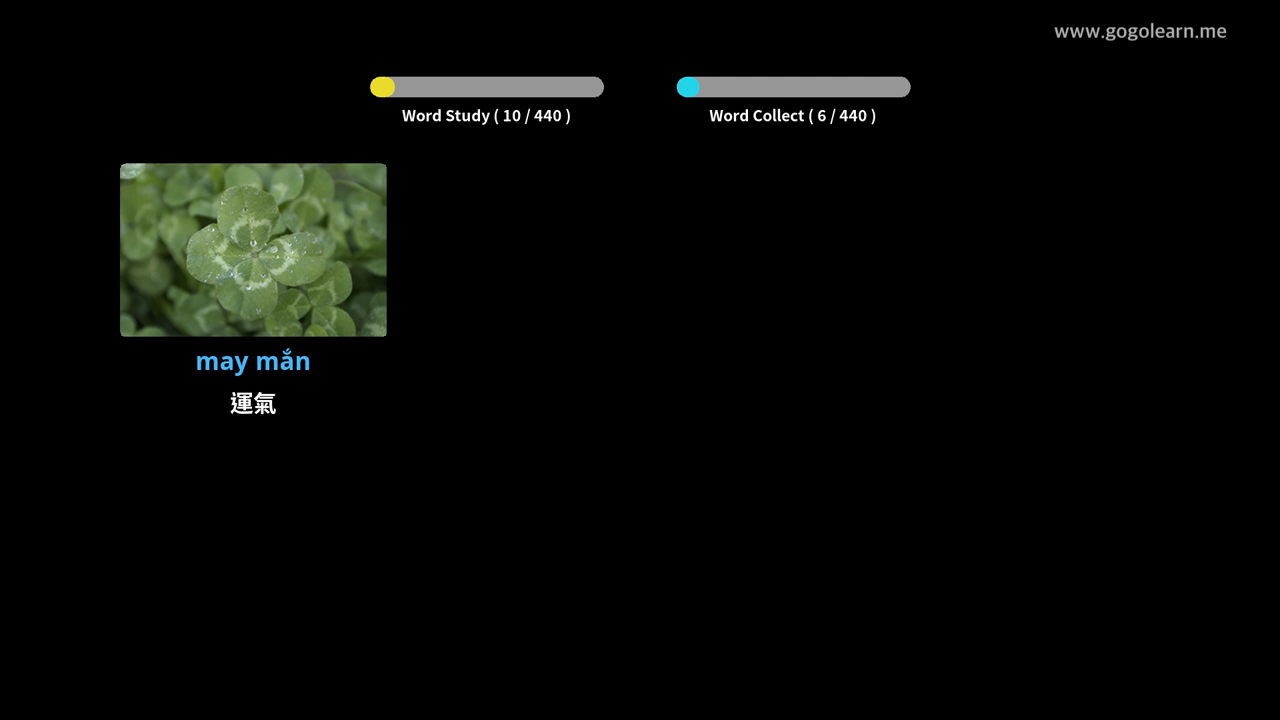 www.gogolearn.me
Word Study ( 10 / 440 )
Word Collect ( 6 / 440 )
may mắn
運氣